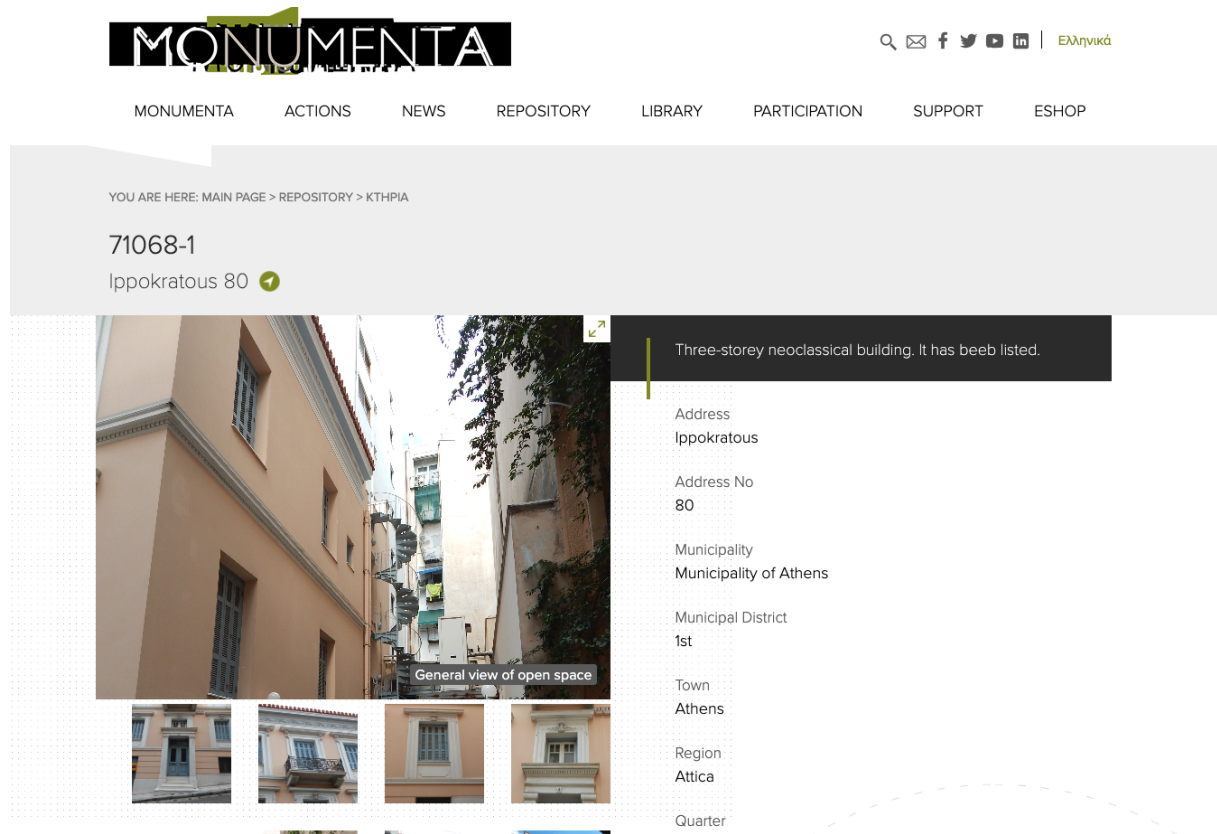 MONUMENTA
Ελληνικά
MONUMENTA ACTIONS NEWS REPOSITORY LIBRARY PARTICIPATION SUPPORT ESHOP
YOU ARE HERE: MAIN PAGE > REPOSITORY > ΚΤΗΡΙΑ
71068-1
Ippokratous 80
Three-storey neoclassical building. It has beeb listed.
General view of open space
Address
Ippokratous
Address No
80
Municipality
Municipality of Athens
Municipal District
1st
Town
Athens
Region
Attica
Quarter